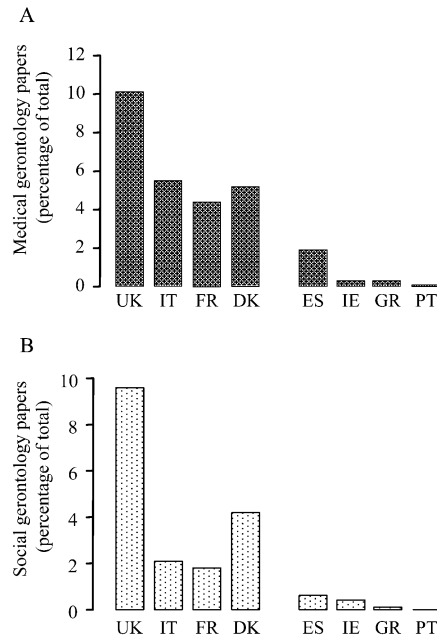 A
Medical gerontology papers
(percentage of total)
12
10
8
6
4
2
0
UK IT FR DK ES IE GR PT
B
Social gerontology papers
(percentage of total)
10
8
6
4
2
0
UK IT FR DK ES IE GR PT